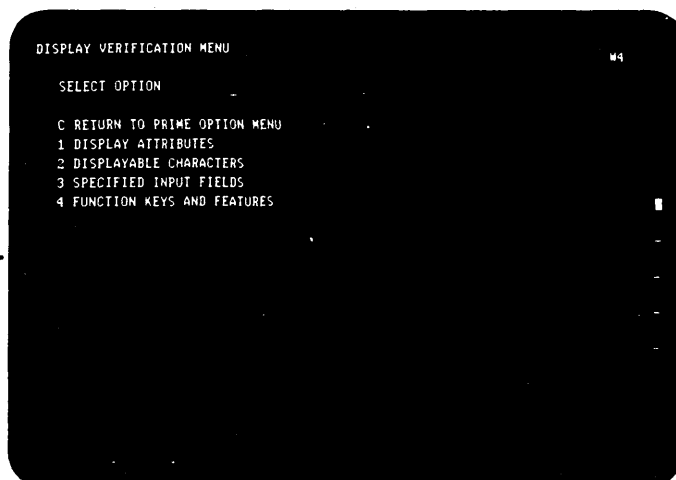 DISPLAY VERIFICATION MENU
W4
SELECT OPTION
C RETURN TO PRIME OPTION MENU
1 DISPLAY ATTRIBUTES
2 DISPLAYABLE CHARACTERS
3 SPECIFIED INPUT FIELDS
4 FUNCTION KEYS AND FEATURES